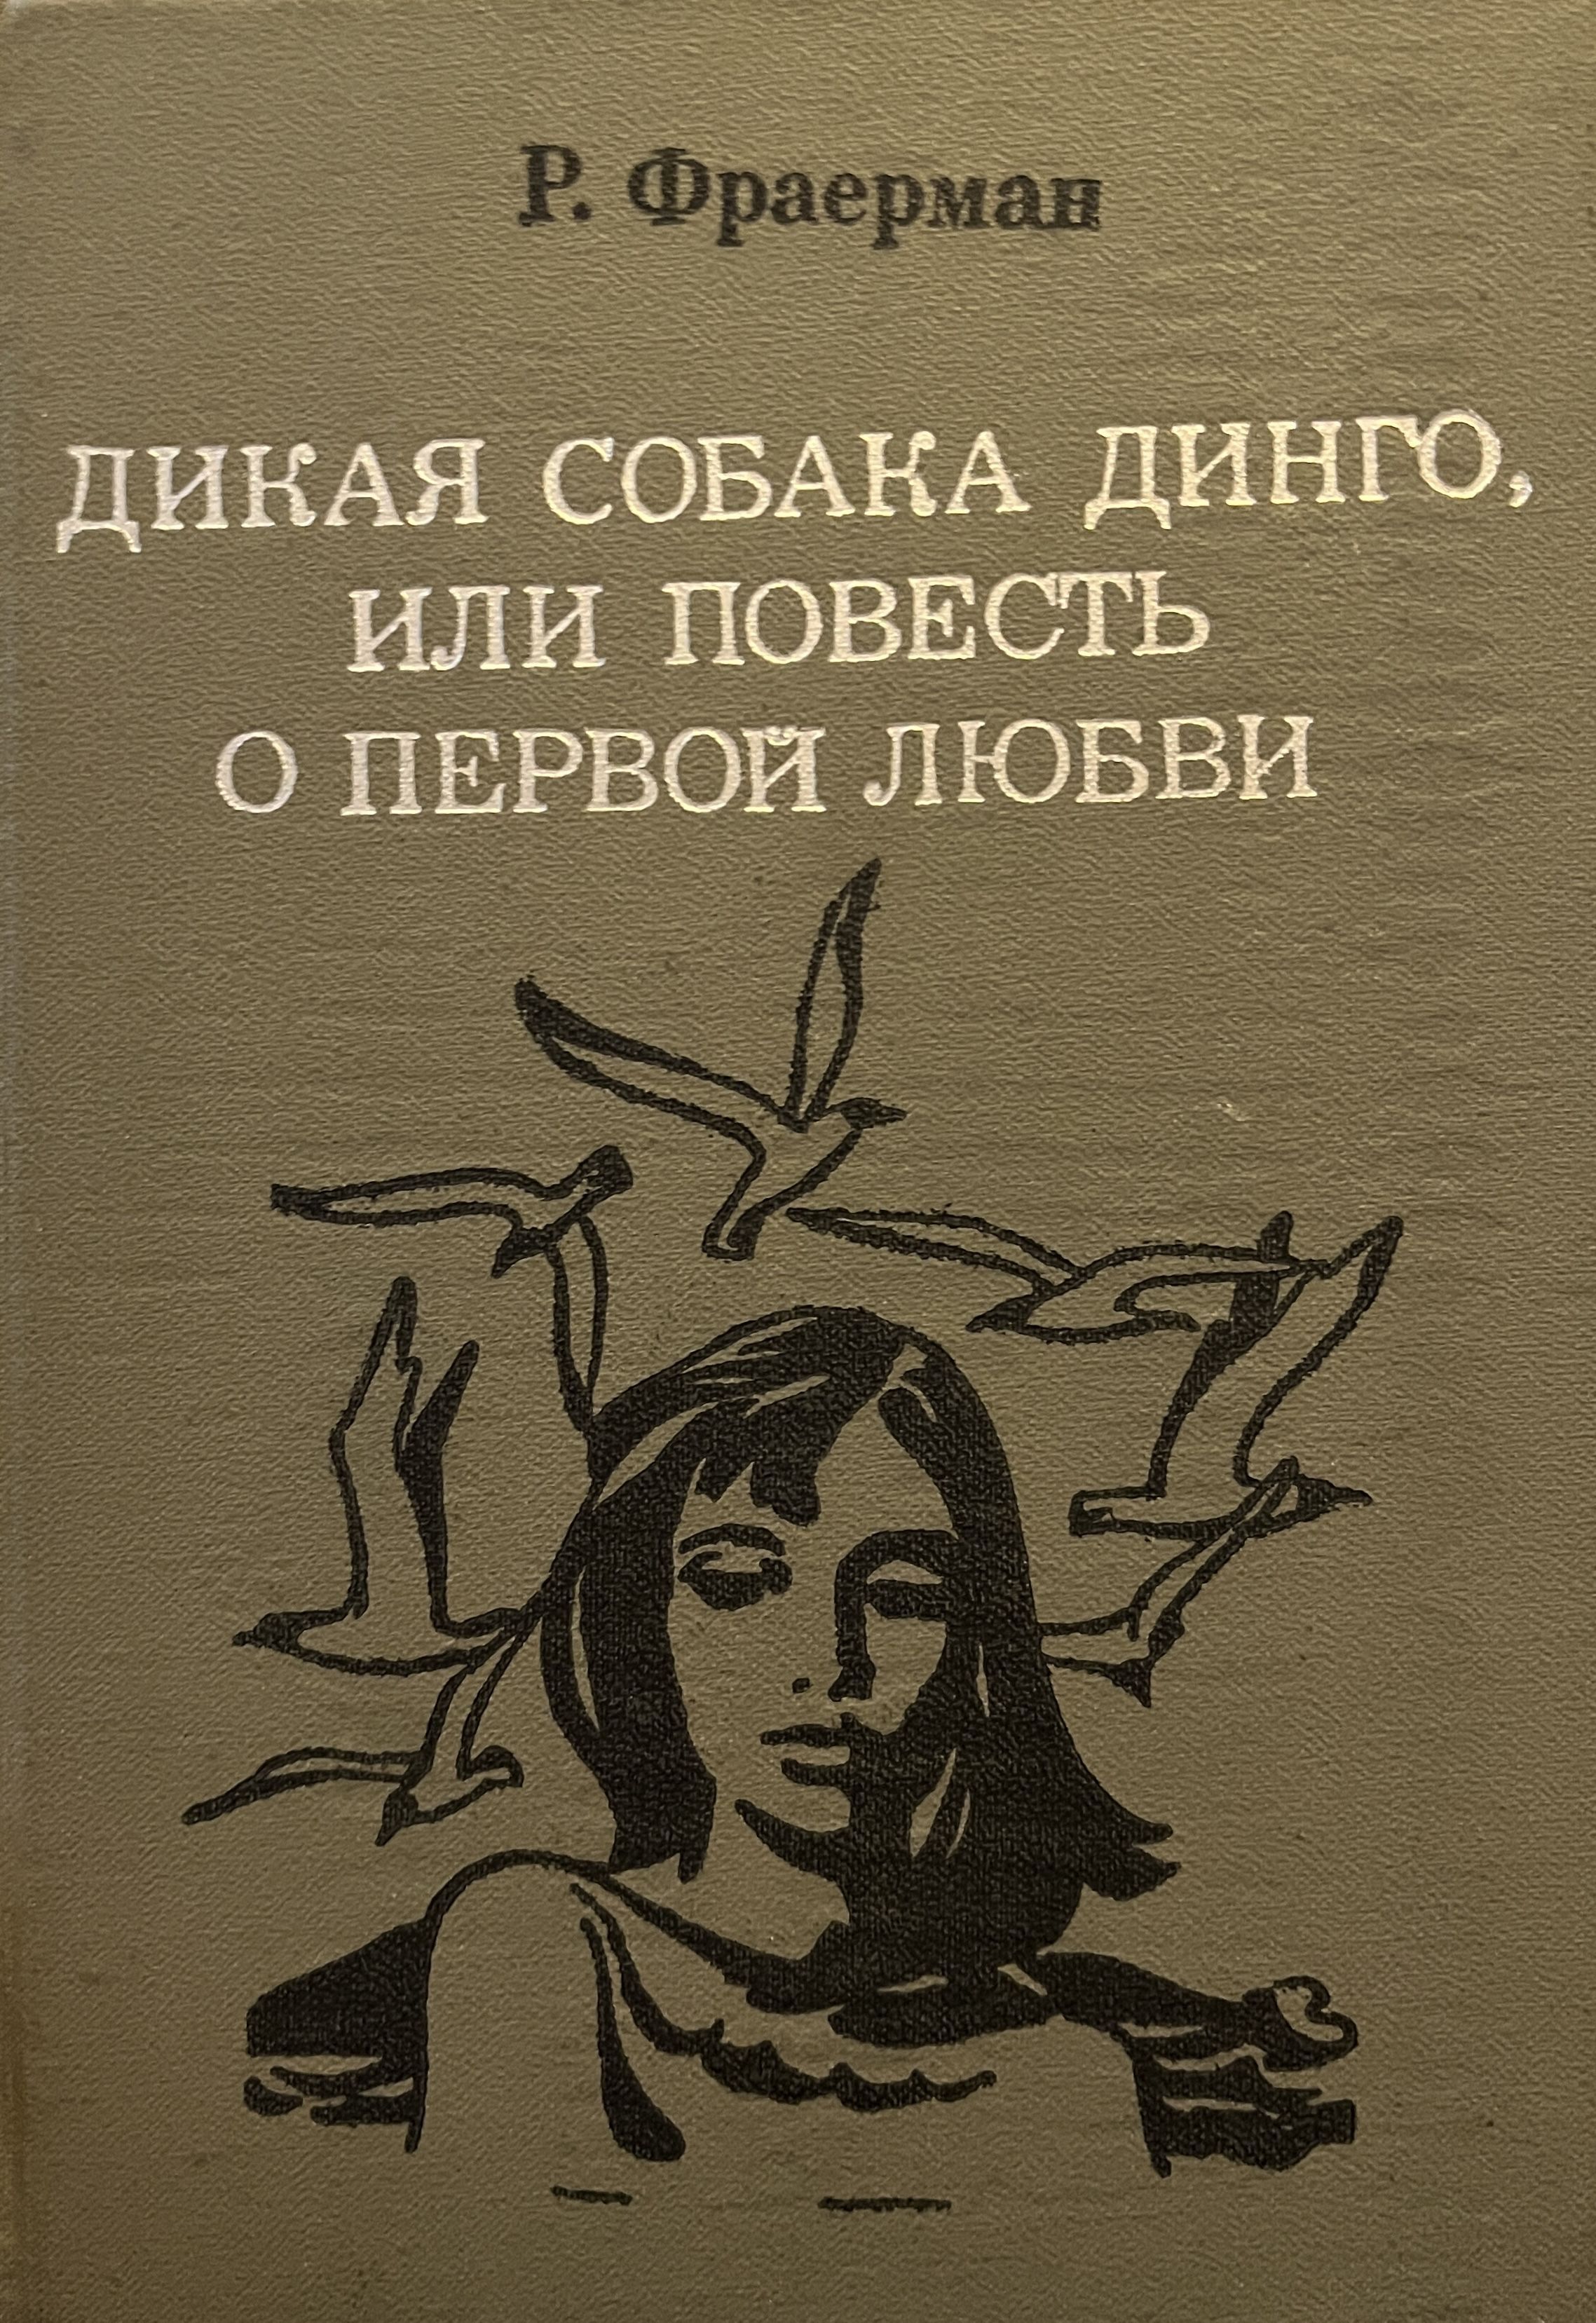 Р. Фраерман
ДИКАЯ СОБАКА ДИНГО,
ИЛИ ПОВЕСТЬ
О ПЕРВОЙ ЛЮБВИ